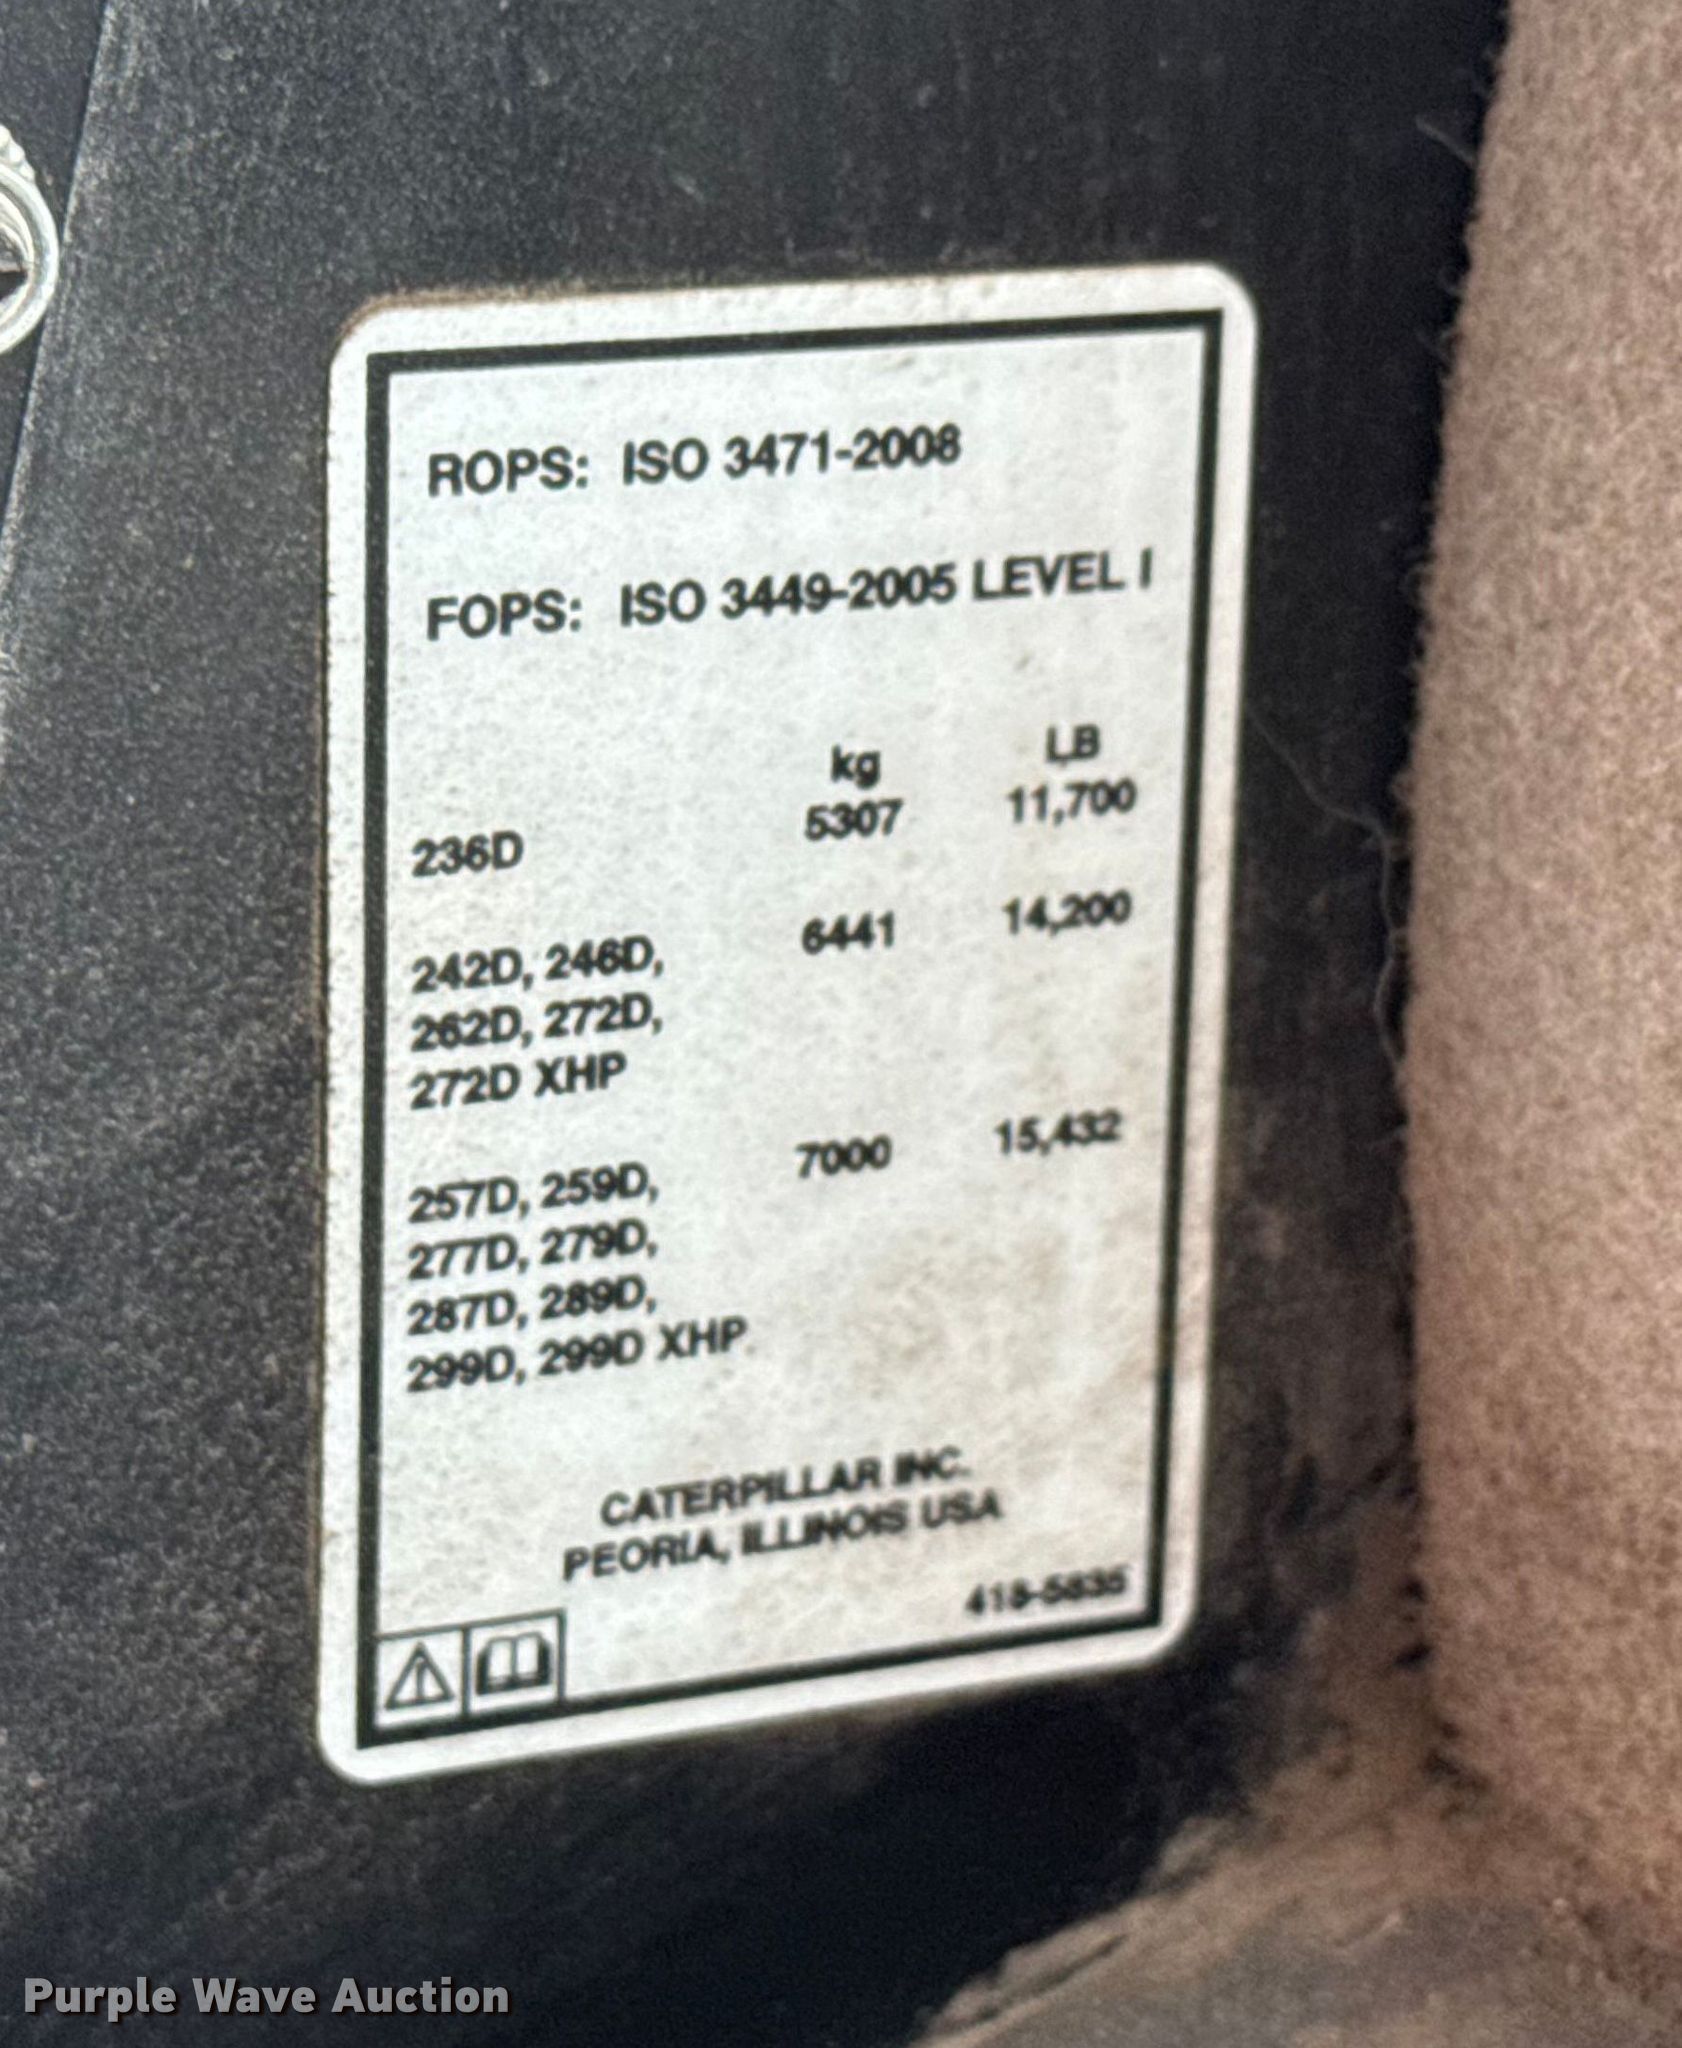 ROPS: ISO 3471-2008
FOPS: ISO 3449-2005 LEVEL I
kg LB
236D 5307 11,700
242D, 246D, 6441 14,200
262D, 272D,
272D XHP
257D, 259D, 7000 15,432
277D, 279D,
287D, 289D,
299D, 299D XHP
CATERPILLAR INC.
PEORIA, ILLINOIS USA
Purple Wave Auction